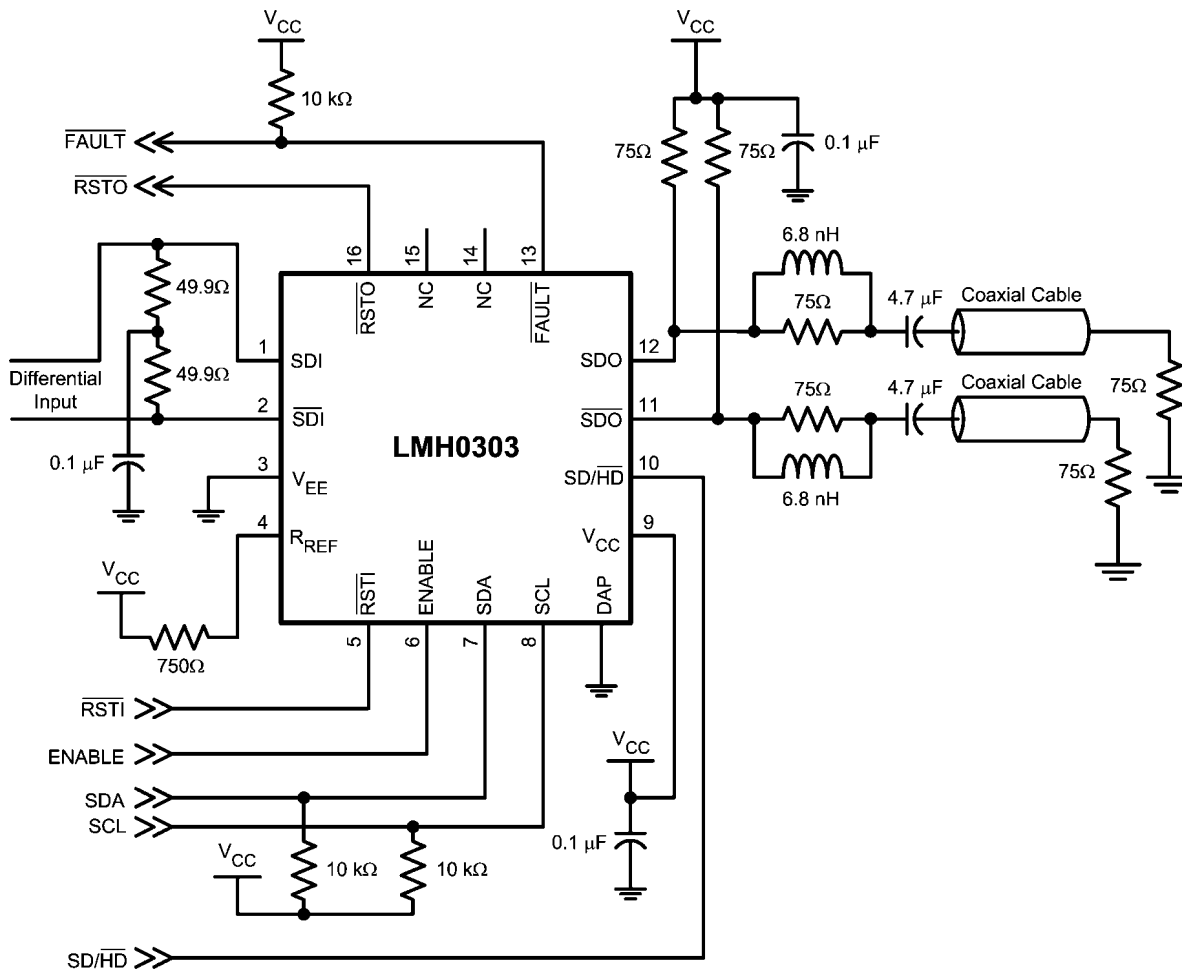 VCC
VCC
10 kΩ
FAULT
75Ω
75Ω
0.1 µF
RSTO
6.8 nH
16
15
14
13
49.9Ω
RSTO
NC
NC
FAULT
75Ω
4.7 µF
Coaxial Cable
1
SDI
SDO
12
Differential
Input
49.9Ω
75Ω
75Ω
4.7 µF
Coaxial Cable
2
SDI
SDO
11
LMH0303
0.1 µF
3
VEE
SD/HD
10
6.8 nH
75Ω
4
RREF
VCC
9
VCC
750Ω
RSTI
ENABLE
SDA
SCL
DAP
5
6
7
8
RSTI
ENABLE
VCC
SDA
SCL
0.1 µF
VCC
10 kΩ
10 kΩ
SD/HD